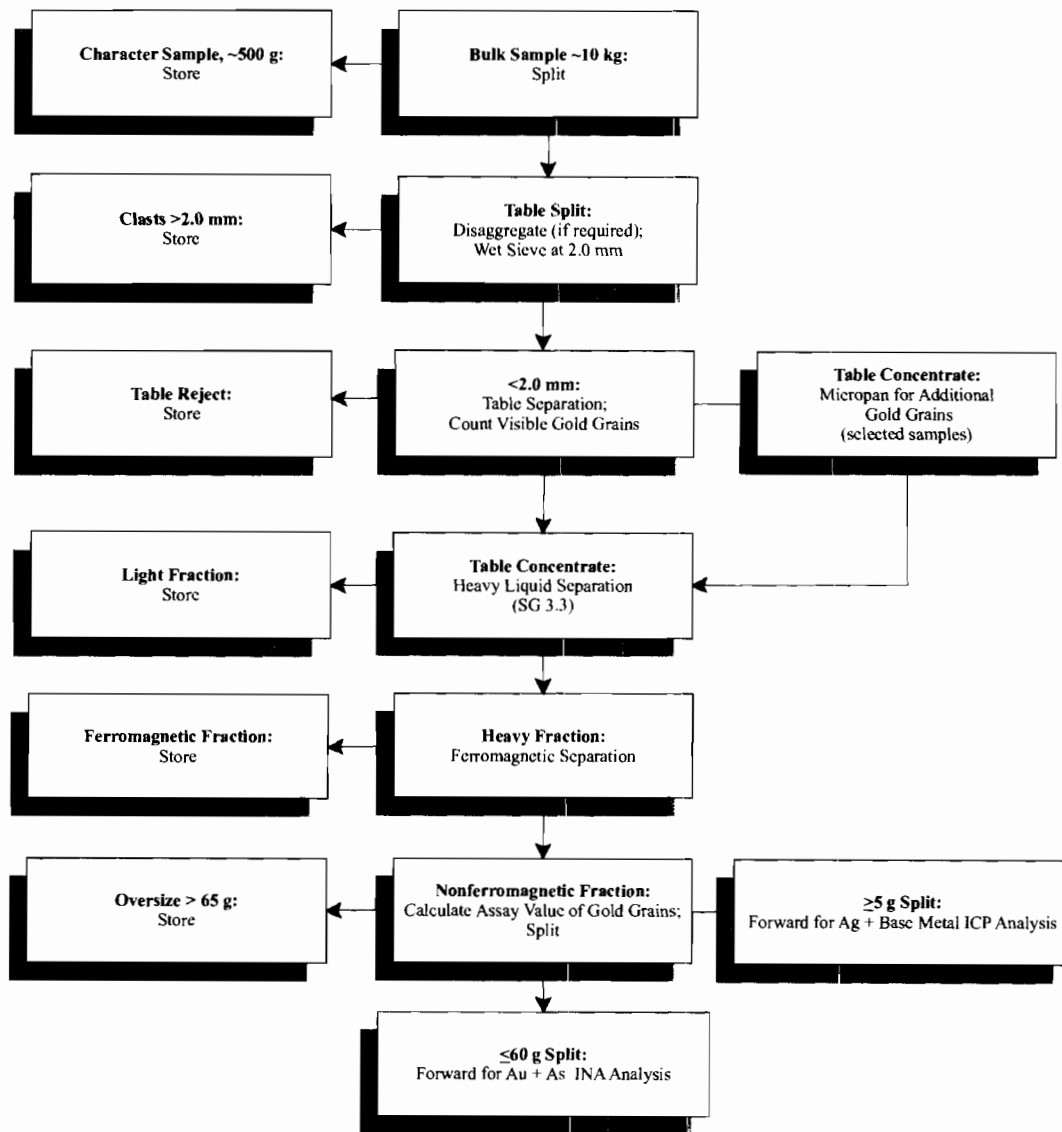 Character Sample, ~500 g:
Store
Bulk Sample ~10 kg:
Split
Clasts >2.0 mm:
Store
Table Split:
Disaggregate (if required);
Wet Sieve at 2.0 mm
Table Reject:
Store
<2.0 mm:
Table Separation;
Count Visible Gold Grains
Table Concentrate:
Micropan for Additional
Gold Grains
(selected samples)
Light Fraction:
Store
Table Concentrate:
Heavy Liquid Separation
(SG 3.3)
Ferromagnetic Fraction:
Store
Heavy Fraction:
Ferromagnetic Separation
Oversize > 65 g:
Store
Nonferromagnetic Fraction:
Calculate Assay Value of Gold Grains;
Split
≥5 g Split:
Forward for Ag + Base Metal ICP Analysis
≤60 g Split:
Forward for Au + As INA Analysis